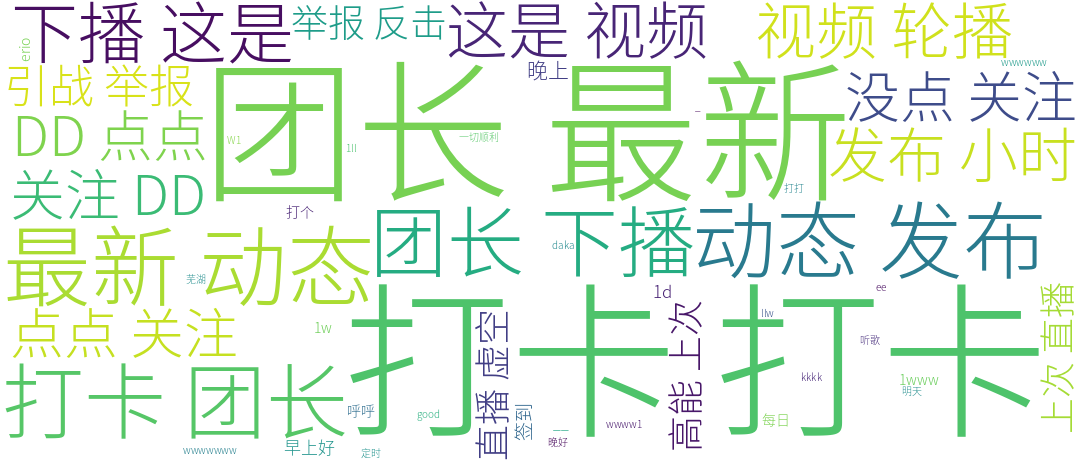 下播 这是
举报 反击
这是 视频
视频 轮播
erio
引战 举报
团长 最新
晚上
wwwwww
没点 关注
DD 点点
W1
1ll
一切顺利
发布 小时
关注 DD
打个
打打
团长 下播
动态 发布
daka
最新 动态
芜湖
点点 关注
lw
打卡 打卡
直播 虚空
高能 上次
ld
llw
ee
听歌
kkkk
lwww
明天
上次 直播
打卡 团长
呼呼
good
签到
每日
wwww1
晚好
早上好
wwwwwww
定时